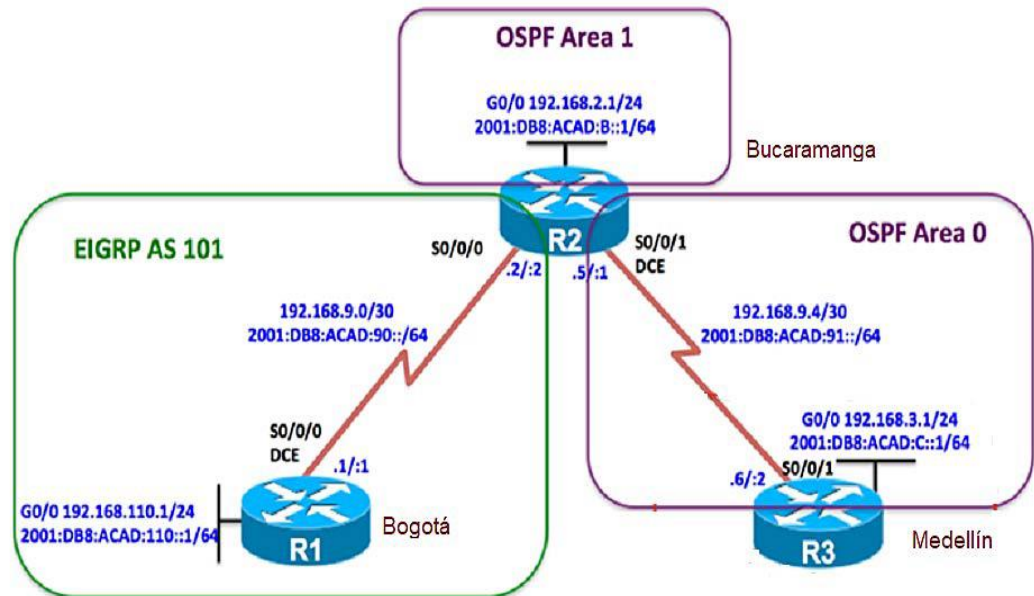 OSPF Area 1
G0/0 192.168.2.1/24
2001:DB8:ACAD:B::1/64
Bucaramanga
R2
EIGRP AS 101
S0/0/0
.2/:2
.5/:1
S0/0/1
DCE
OSPF Area 0
192.168.9.0/30
2001:DB8:ACAD:90::/64
192.168.9.4/30
2001:DB8:ACAD:91::/64
S0/0/0
DCE
.1/:1
G0/0 192.168.3.1/24
2001:DB8:ACAD:C::1/64
S0/0/1
.6/:2
G0/0 192.168.110.1/24
2001:DB8:ACAD:110::1/64
R1
Bogotá
R3
Medellín